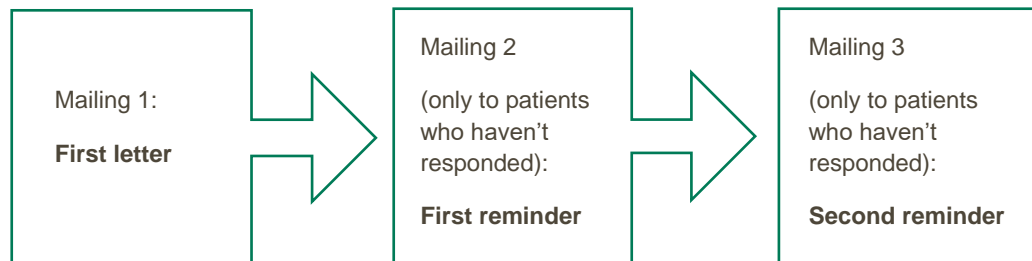 Mailing 1:
First letter
Mailing 2
(only to patients
who haven't
responded):
First reminder
Mailing 3
(only to patients
who haven't
responded):
Second reminder